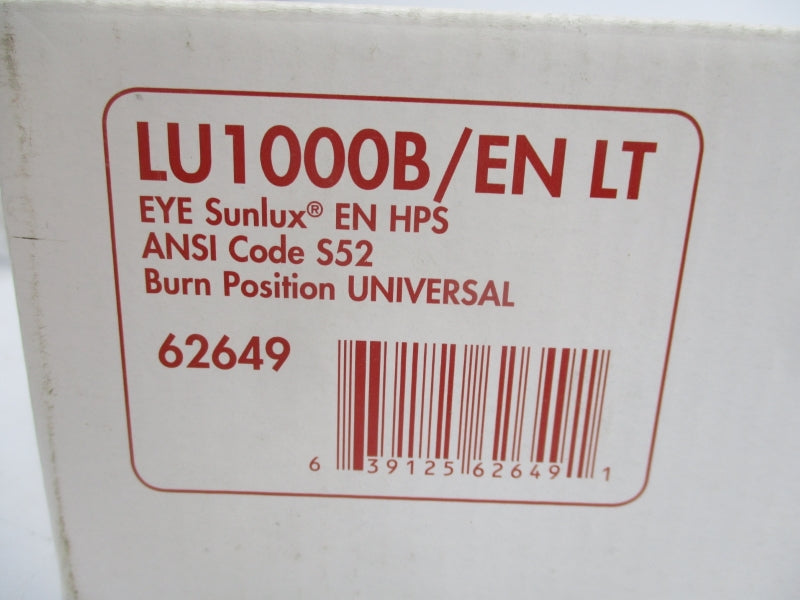 LU1000B/EN LT
EYE Sunlux® EN HPS
ANSI Code S52
Burn Position UNIVERSAL
62649
6 39125 62649 1